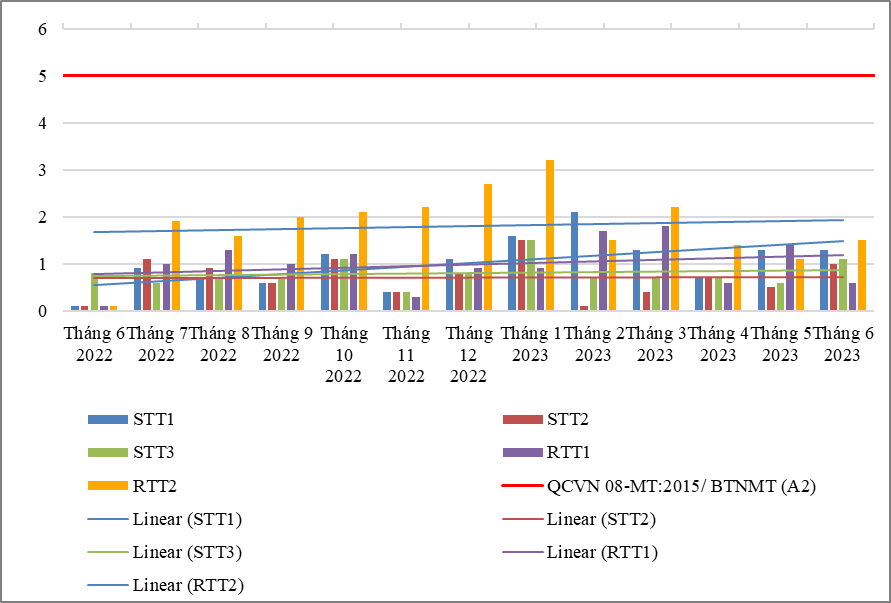 6
5
4
3
2
1
0
Tháng 6 Tháng 7 Tháng 8 Tháng 9 Tháng Tháng Tháng Tháng 1 Tháng 2 Tháng 3 Tháng 4 Tháng 5 Tháng 6
2022 2022 2022 2022 10 11 12 2023 2023 2023 2023 2023 2023
2022 2022 2022
STT1 STT2
STT3 RTT1
RTT2 QCVN 08-MT:2015/ BTNMT (A2)
Linear (STT1) Linear (STT2)
Linear (STT3) Linear (RTT1)
Linear (RTT2)